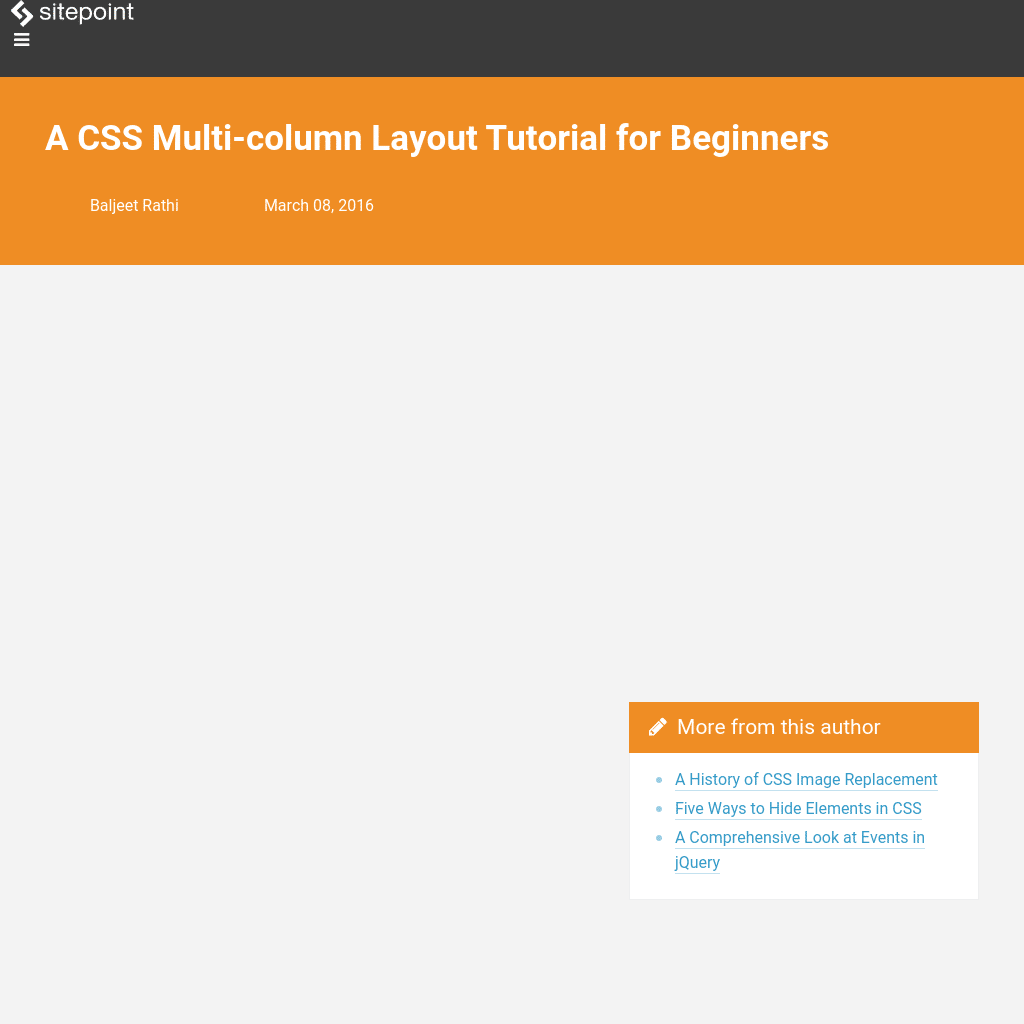 sitepoint
A CSS Multi-column Layout Tutorial for Beginners
Baljeet Rathi March 08, 2016
More from this author
A History of CSS Image Replacement
Five Ways to Hide Elements in CSS
A Comprehensive Look at Events in
jQuery